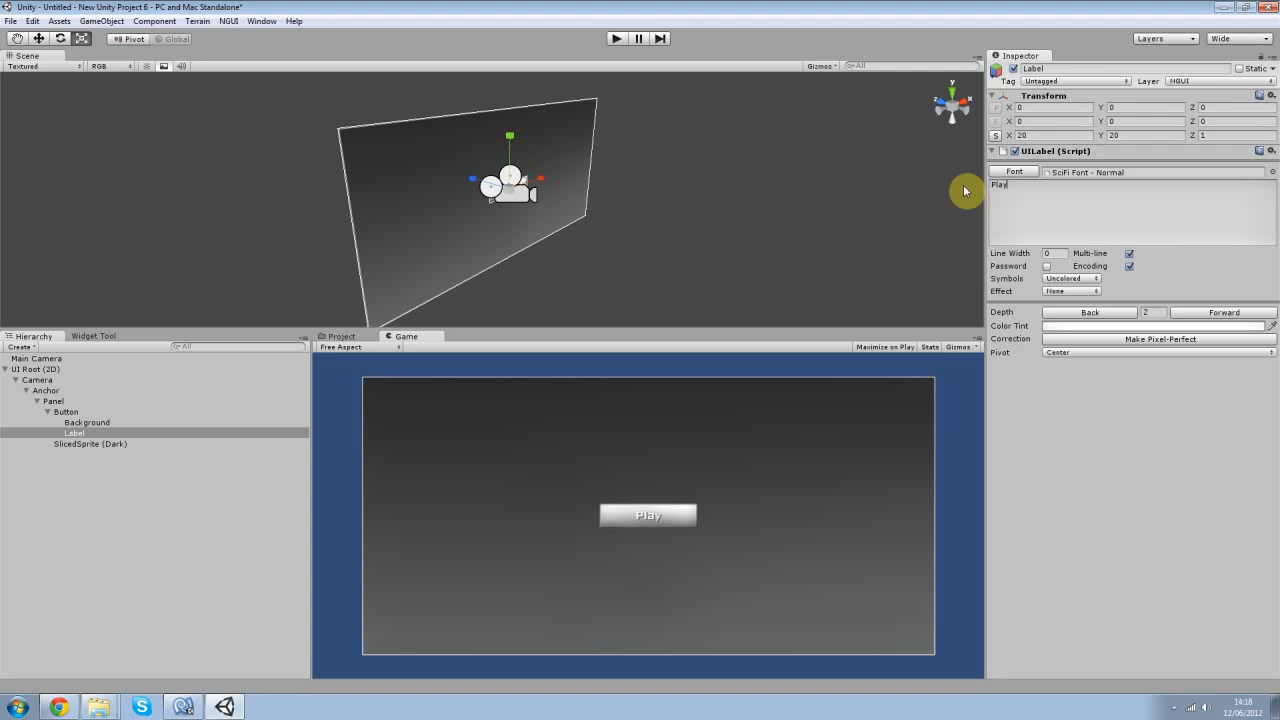 Unity - Untitled - New Unity Project 6 - PC and Mac Standalone*
File Edit Assets GameObject Component Terrain NGUI Window Help
Pivot Global Layers Wide
Scene
Textured RGB Gizmos All
y
z x
Inspector
Label Static
Tag Untagged Layer NGUI
Transform
P X 0 Y 0 Z 0
R X 0 Y 0 Z 0
S X 20 Y 20 Z 1
UILabel (Script)
Font SciFi Font - Normal
Play
Line Width 0 Multi-line
Password Encoding
Symbols Uncolored
Effect None
Depth Back 2 Forward
Color Tint
Correction Make Pixel-Perfect
Pivot Center
Hierarchy Widget Tool
Create All
Main Camera
UI Root (2D)
Camera
Anchor
Panel
Button
Background
Label
SlicedSprite (Dark)
Project Game
Free Aspect Maximize on Play Stats Gizmos
Play
14:18
12/06/2012